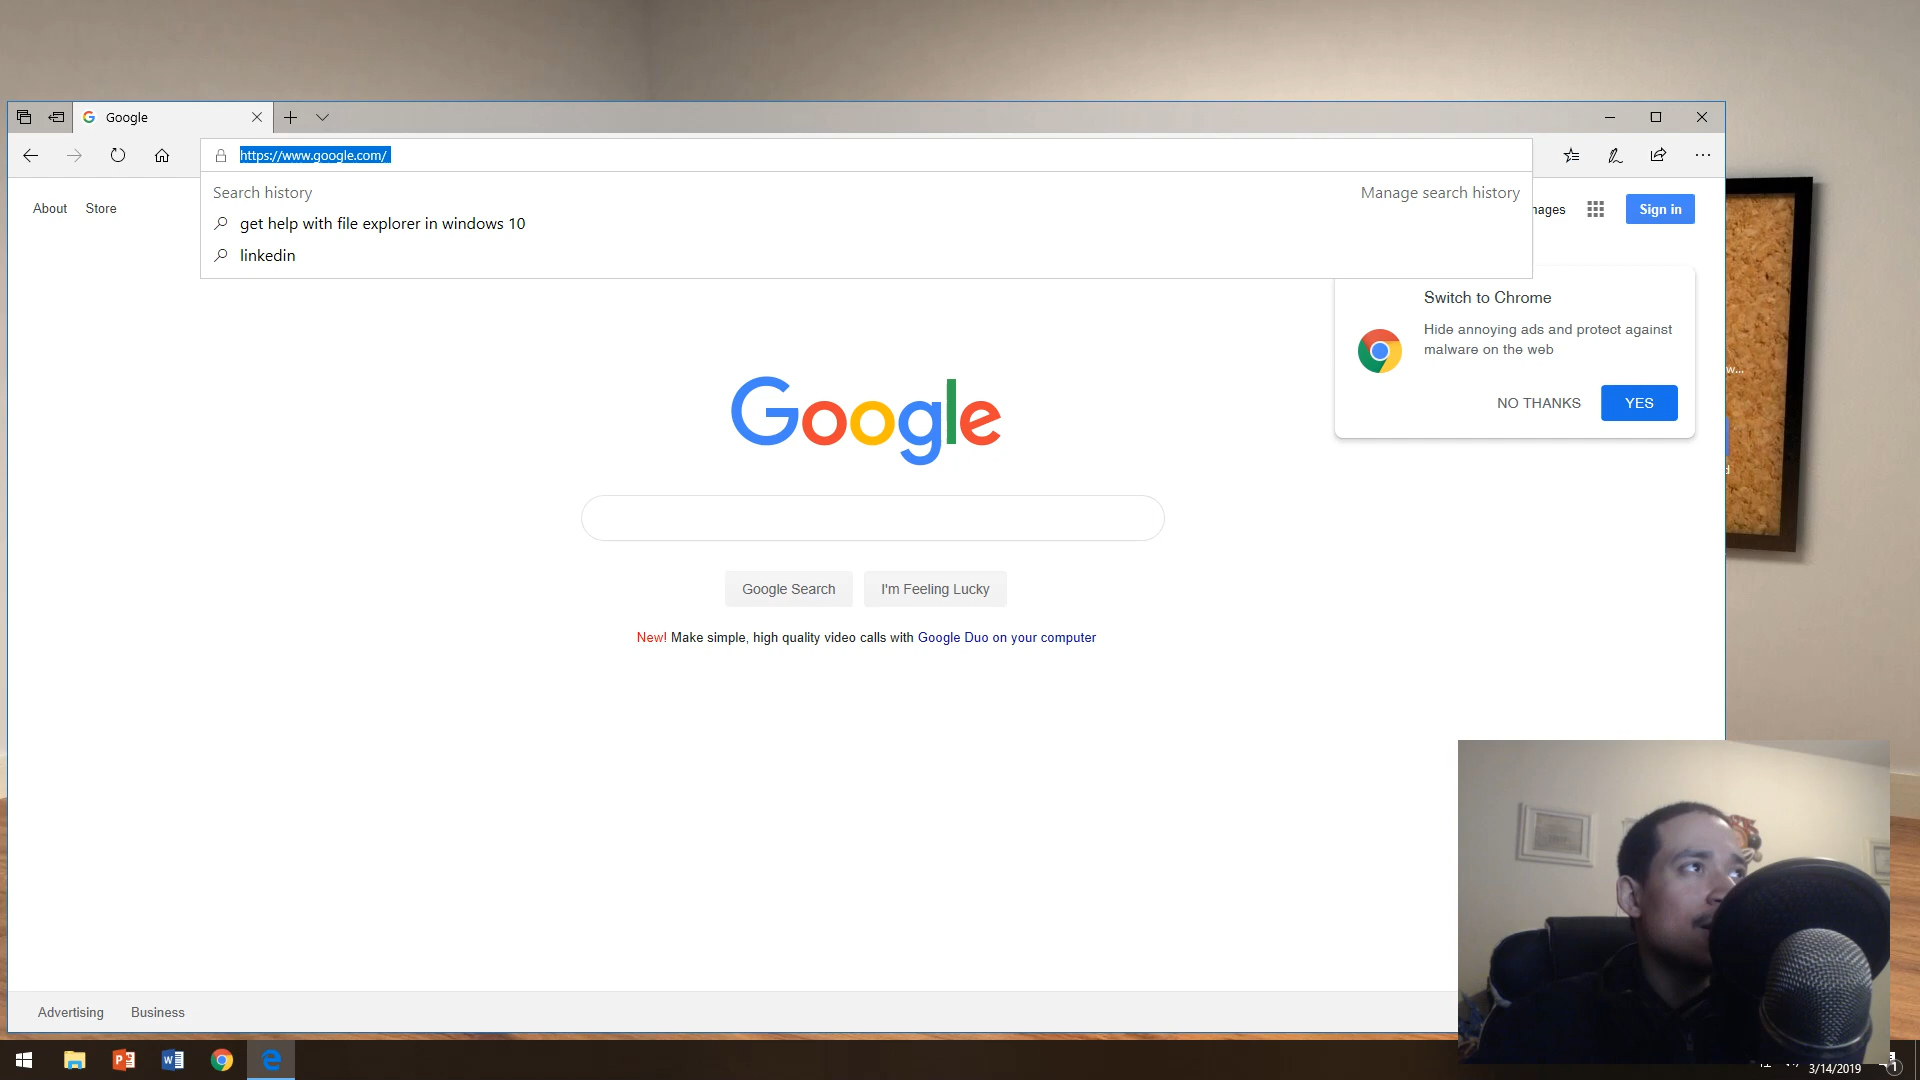 Google
https://www.google.com/
Search history
Manage search history
get help with file explorer in windows 10
linkedin
About
Store
Sign in
Switch to Chrome
Hide annoying ads and protect against
malware on the web
NO THANKS
YES
Google
Google Search
I'm Feeling Lucky
New! Make simple, high quality video calls with Google Duo on your computer
Advertising
Business
3/14/2019
1